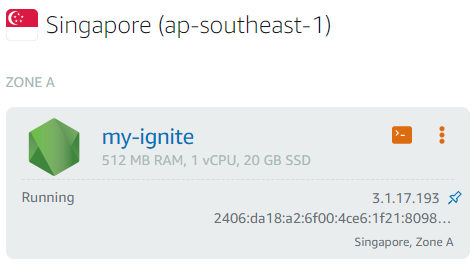 Singapore (ap-southeast-1)
ZONE A
my-ignite
512 MB RAM, 1 vCPU, 20 GB SSD
Running
3.1.17.193
2406:da18:a2:6f00:4ce6:1f21:8098...
Singapore, Zone A